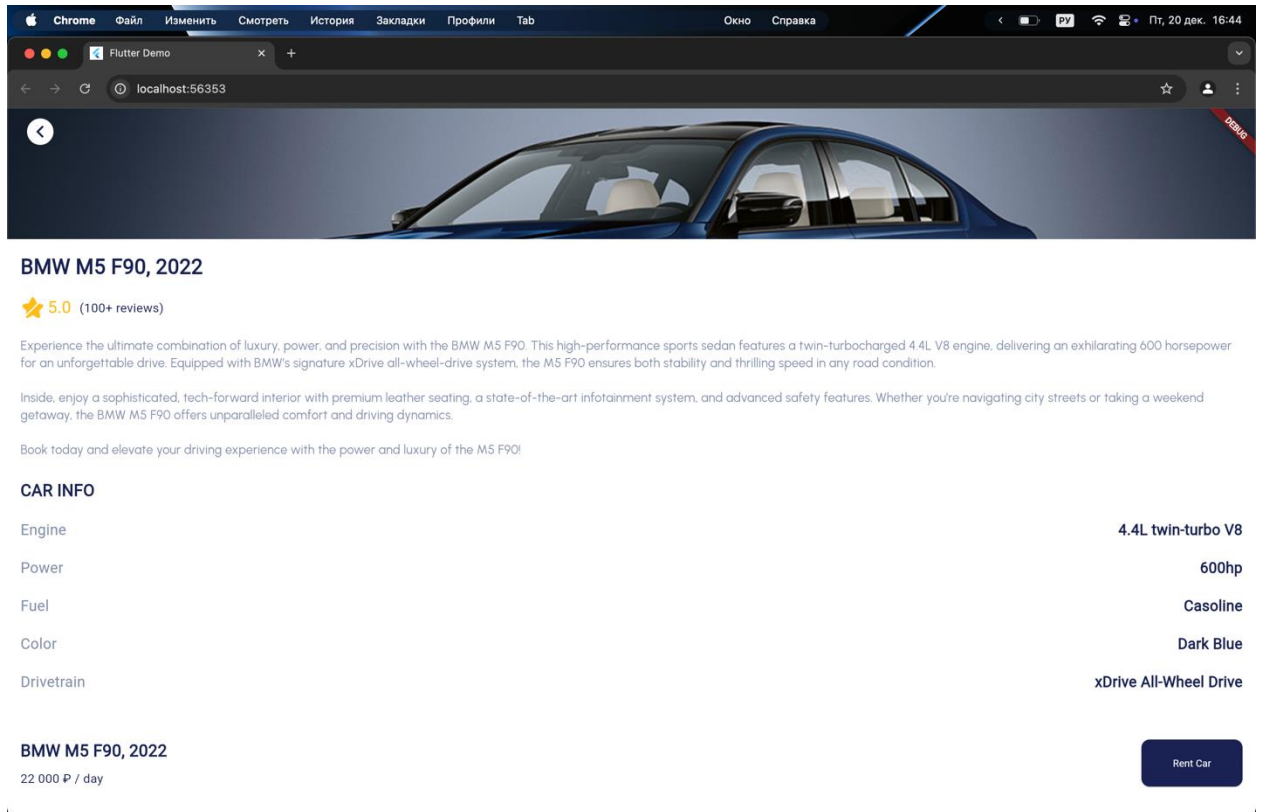 Chrome Файл Изменить Смотреть История Закладки Профили Tab Окно Справка РУ Пт, 20 дек. 16:44
Flutter Demo
localhost:56353
DEBUG
BMW M5 F90, 2022
5.0 (100+ reviews)
Experience the ultimate combination of luxury, power, and precision with the BMW M5 F90. This high-performance sports sedan features a twin-turbocharged 4.4L V8 engine, delivering an exhilarating 600 horsepower
for an unforgettable drive. Equipped with BMW's signature xDrive all-wheel-drive system, the M5 F90 ensures both stability and thrilling speed in any road condition.
Inside, enjoy a sophisticated, tech-forward interior with premium leather seating, a state-of-the-art infotainment system, and advanced safety features. Whether you're navigating city streets or taking a weekend
getaway, the BMW M5 F90 offers unparalleled comfort and driving dynamics.
Book today and elevate your driving experience with the power and luxury of the M5 F90!
CAR INFO
Engine 4.4L twin-turbo V8
Power 600hp
Fuel Casoline
Color Dark Blue
Drivetrain xDrive All-Wheel Drive
BMW M5 F90, 2022
22 000 ₽ / day
Rent Car